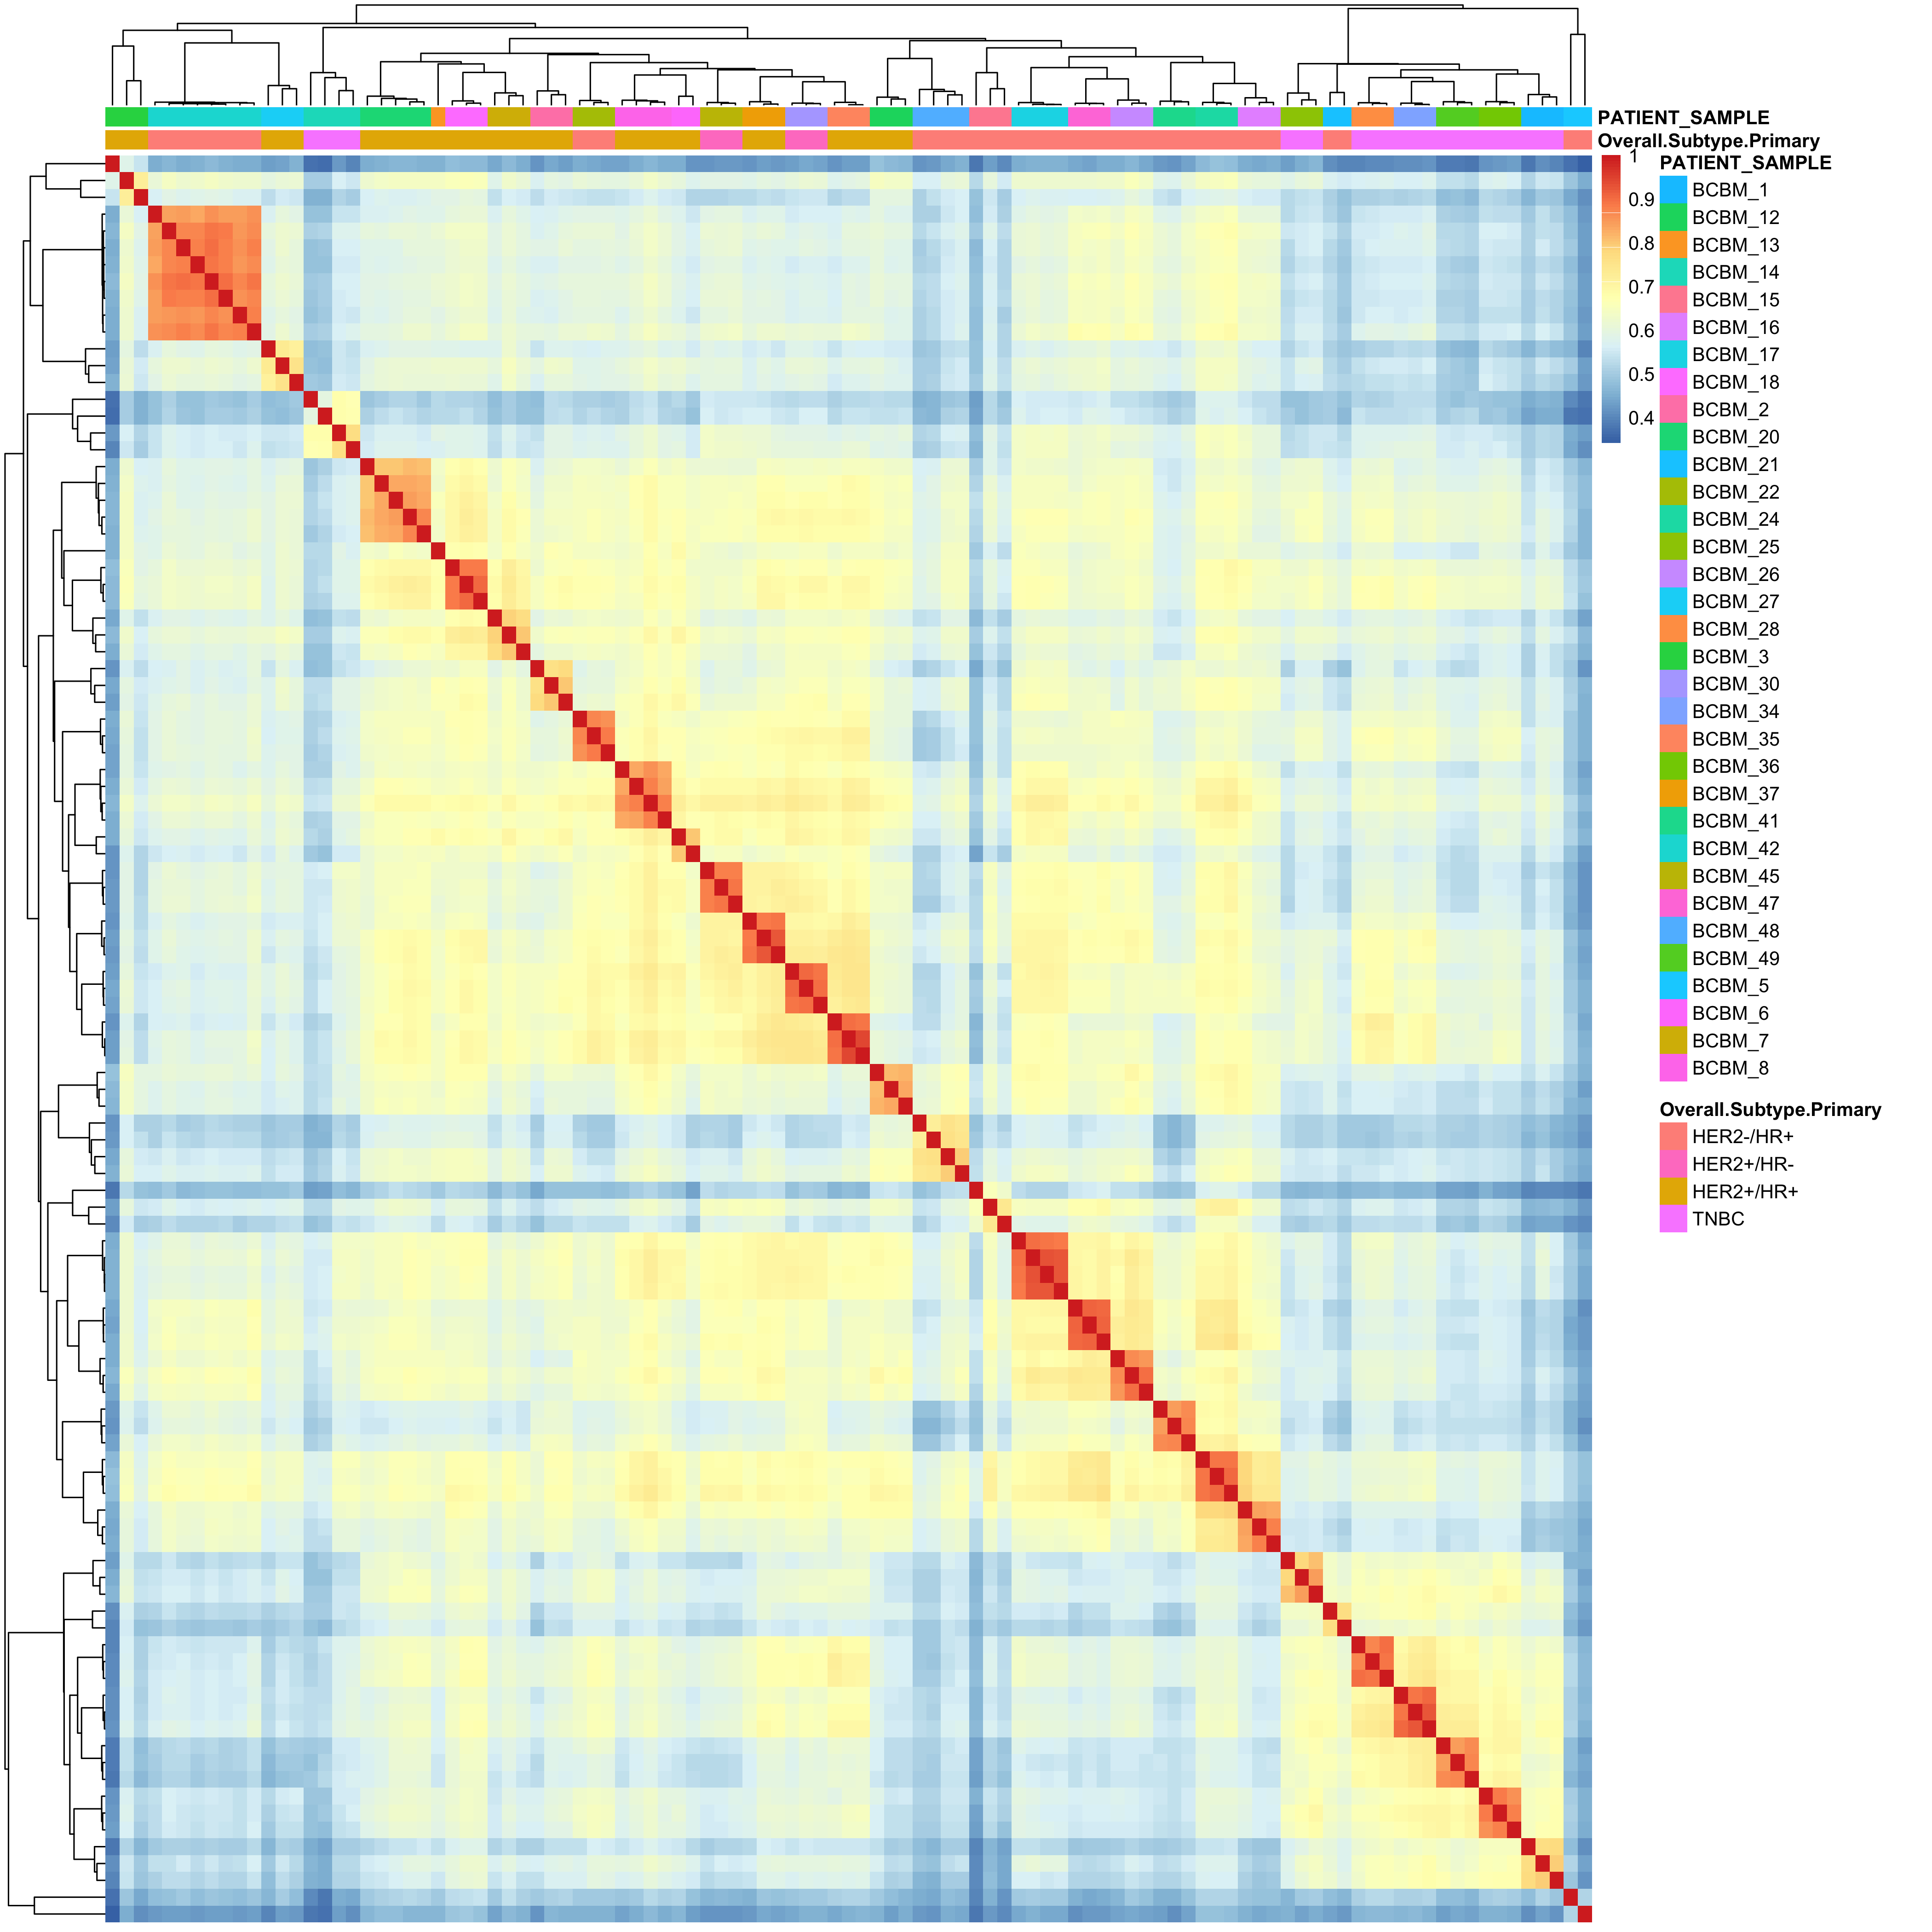 PATIENT_SAMPLE
Overall.Subtype.Primary
1
0.9
0.8
0.7
0.6
0.5
0.4
PATIENT_SAMPLE
BCBM_1
BCBM_12
BCBM_13
BCBM_14
BCBM_15
BCBM_16
BCBM_17
BCBM_18
BCBM_2
BCBM_20
BCBM_21
BCBM_22
BCBM_24
BCBM_25
BCBM_26
BCBM_27
BCBM_28
BCBM_3
BCBM_30
BCBM_34
BCBM_35
BCBM_36
BCBM_37
BCBM_41
BCBM_42
BCBM_45
BCBM_47
BCBM_48
BCBM_49
BCBM_5
BCBM_6
BCBM_7
BCBM_8
Overall.Subtype.Primary
HER2-/HR+
HER2+/HR-
HER2+/HR+
TNBC